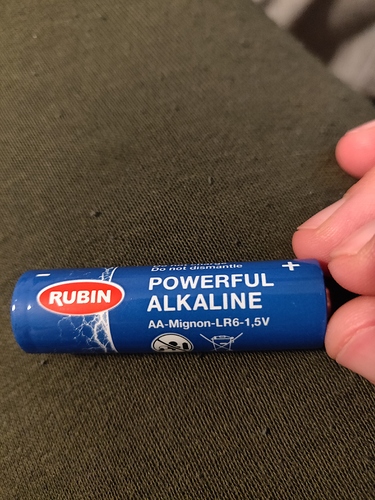 Do not dismantle
POWERFUL
RUBIN
ALKALINE
AA-Mignon-LR6-1,5V